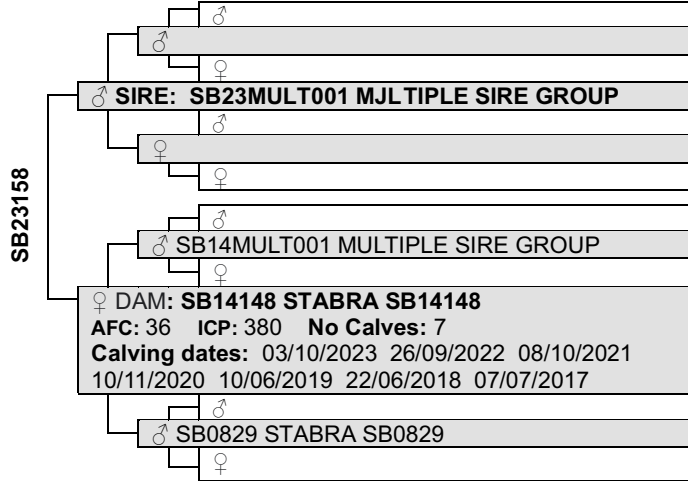 ♂
♂
♀
♂ SIRE: SB23MULT001 MJLTIPLE SIRE GROUP
♂
♀
♀
SB23158
♂
♂ SB14MULT001 MULTIPLE SIRE GROUP
♀
♀ DAM: SB14148 STABRA SB14148
AFC: 36 ICP: 380 No Calves: 7
Calving dates: 03/10/2023 26/09/2022 08/10/2021
10/11/2020 10/06/2019 22/06/2018 07/07/2017
♂
♂ SB0829 STABRA SB0829
♀